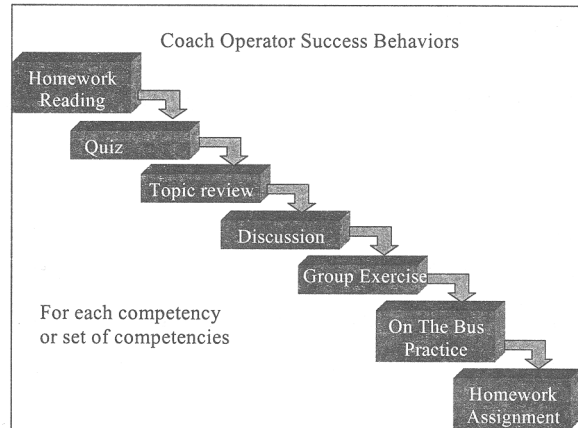 Coach Operator Success Behaviors
Homework
Reading
Quiz
Topic review
Discussion
Group Exercise
On The Bus
Practice
Homework
Assignment
For each competency
or set of competencies